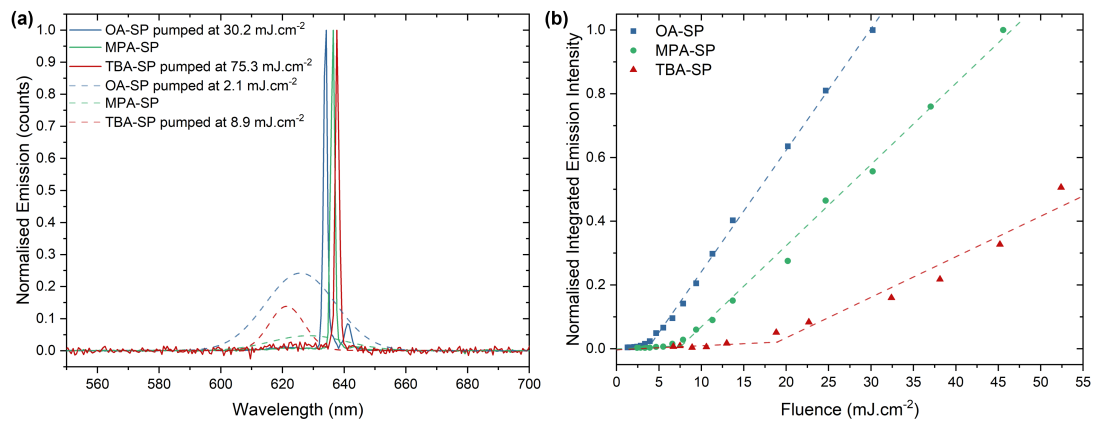 (a)
OA-SP pumped at 30.2 mJ.cm⁻²
MPA-SP
TBA-SP pumped at 75.3 mJ.cm⁻²
OA-SP pumped at 2.1 mJ.cm⁻²
MPA-SP
TBA-SP pumped at 8.9 mJ.cm⁻²
Normalised Emission (counts)
1.0
0.9
0.8
0.7
0.6
0.5
0.4
0.3
0.2
0.1
0.0
560 580 600 620 640 660 680 700
Wavelength (nm)
(b)
OA-SP
MPA-SP
TBA-SP
Normalised Integrated Emission Intensity
1.0
0.8
0.6
0.4
0.2
0.0
0 5 10 15 20 25 30 35 40 45 50 55
Fluence (mJ.cm⁻²)